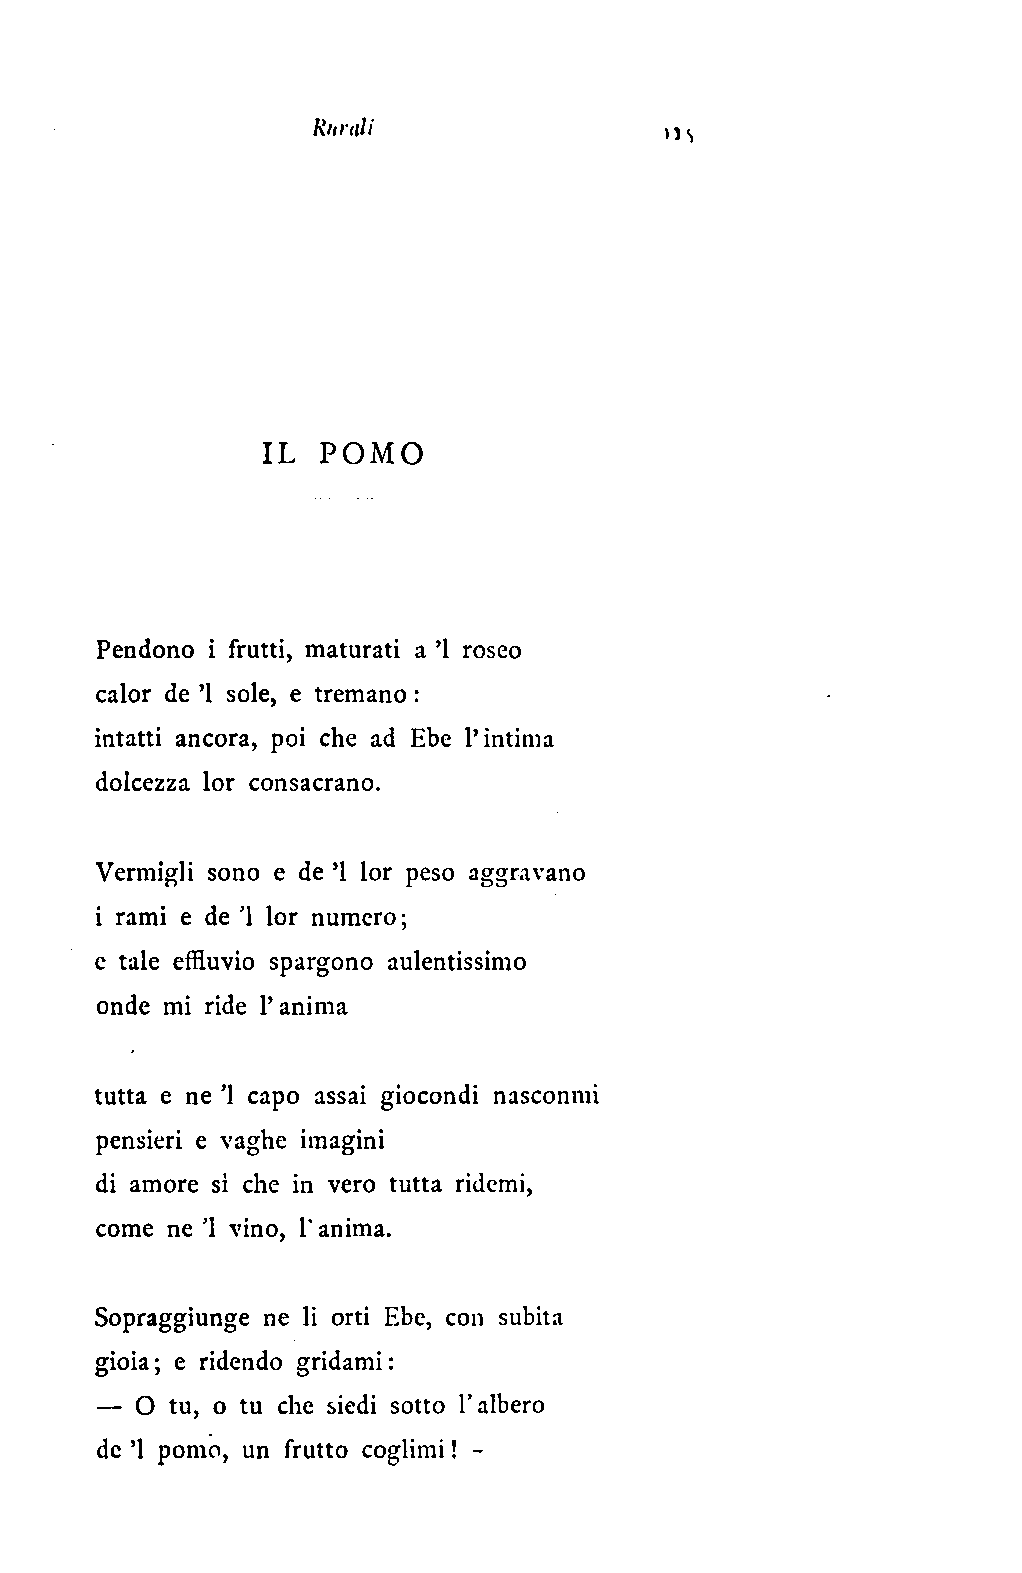 Rurali 115
IL POMO
Pendono i frutti, maturati a 'l roseo
calor de 'l sole, e tremano:
intatti ancora, poi che ad Ebe l'intima
dolcezza lor consacrano.
Vermigli sono e de 'l lor peso aggravano
i rami e de 'l lor numero;
e tale effluvio spargono aulentissimo
onde mi ride l'anima
tutta e ne 'l capo assai giocondi nasconmi
pensieri e vaghe imagini
di amore sì che in vero tutta ridemi,
come ne 'l vino, l'anima.
Sopraggiunge ne li orti Ebe, con subita
gioia; e ridendo gridami:
— O tu, o tu che siedi sotto l'albero
de 'l pomo, un frutto coglimi! -